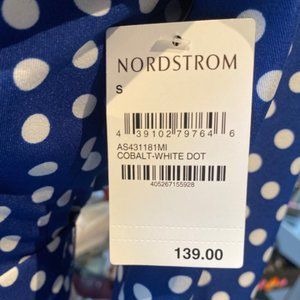 NORDSTROM
S
4 39102 79764 6
AS431181MI
COBALT-WHITE DOT
405267155928
139.00